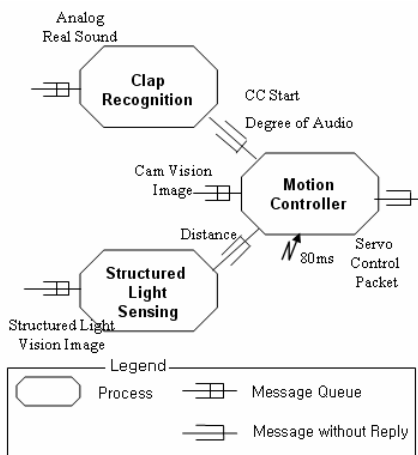 Analog
Real Sound
Clap
Recognition
CC Start
Degree of Audio
Cam Vision
Image
Motion
Controller
Distance
80ms
Servo
Control
Packet
Structured
Light
Sensing
Structured Light
Vision Image
Legend
Process
Message Queue
Message without Reply